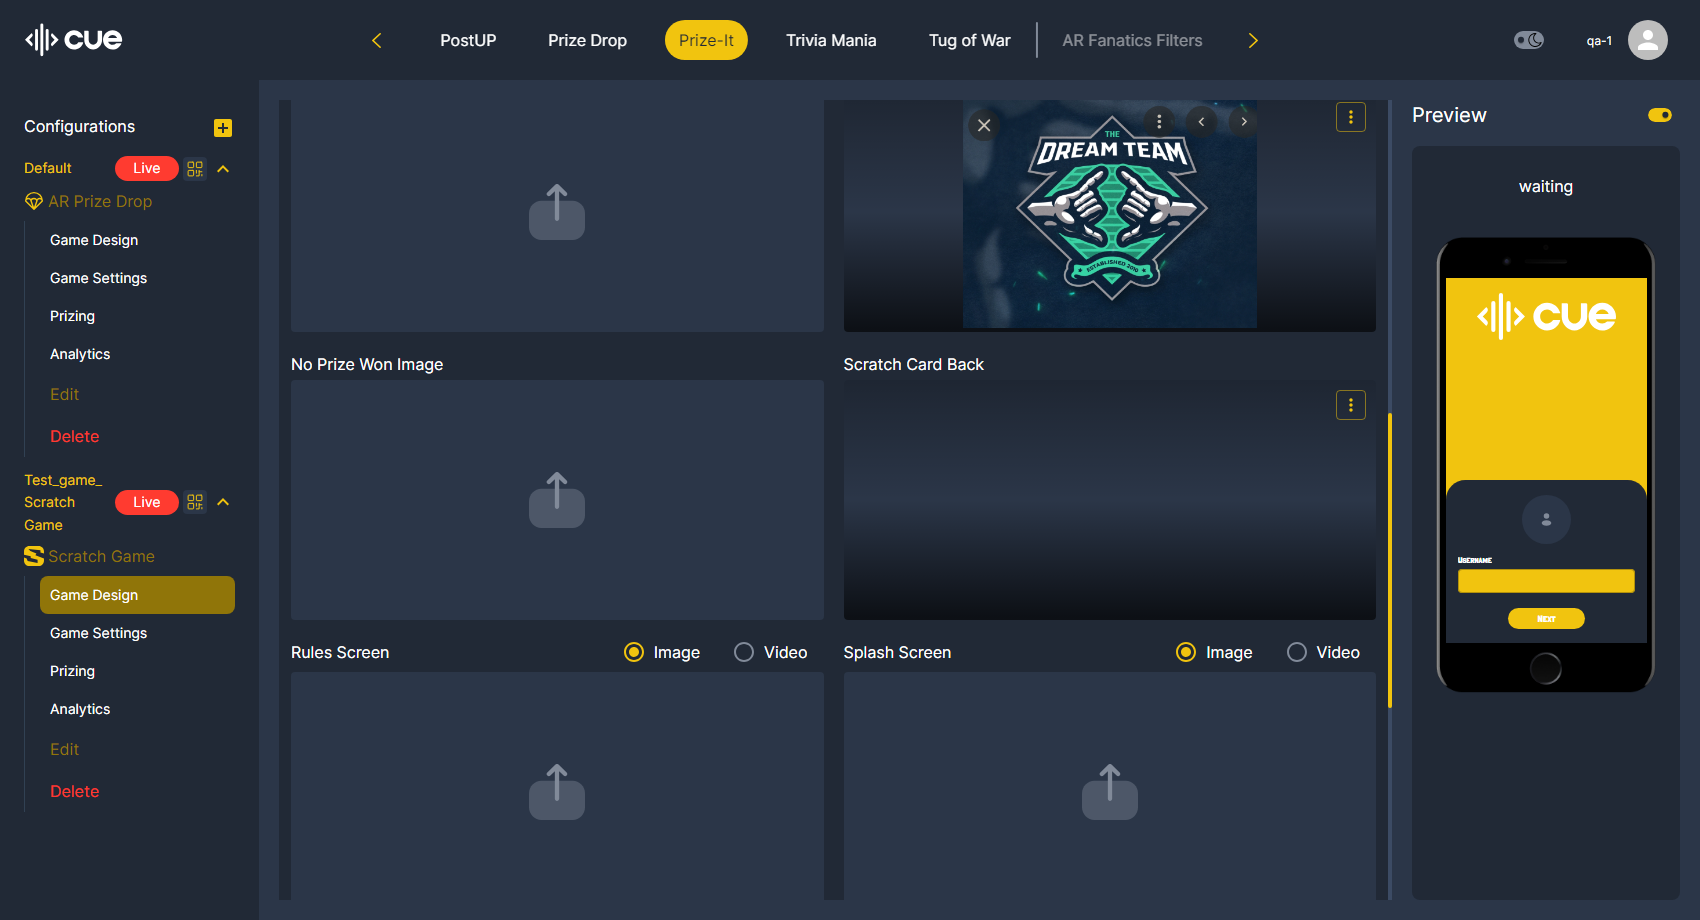 cue
PostUP
Prize Drop
Prize-It
Trivia Mania
Tug of War
AR Fanatics Filters
qa-1
Configurations
Default
Live
AR Prize Drop
Game Design
Game Settings
Prizing
Analytics
Edit
Delete
Test_game_
Scratch
Game
Live
Scratch Game
Game Design
Game Settings
Prizing
Analytics
Edit
Delete
THE
DREAM TEAM
ESTABLISHED 2010
No Prize Won Image
Scratch Card Back
Rules Screen
Image
Video
Splash Screen
Image
Video
Preview
waiting
cue
Username
Next